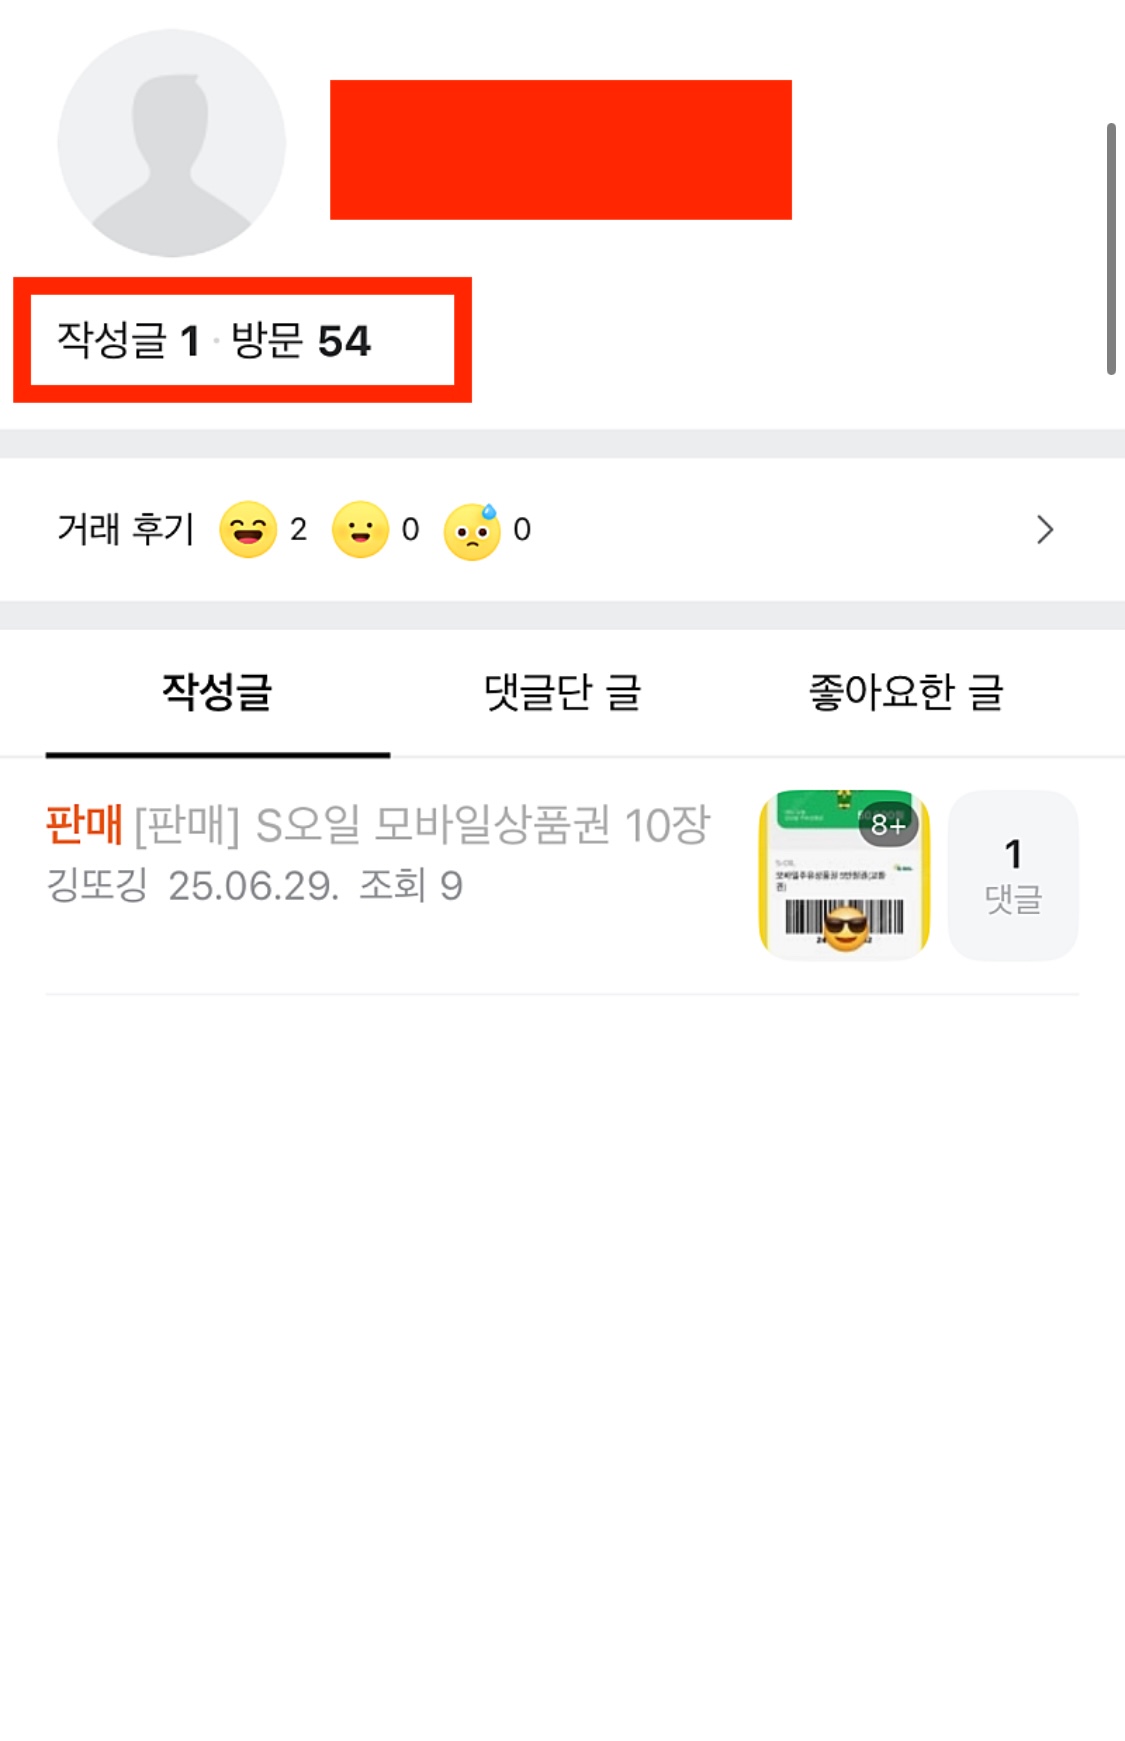 작성글 1 · 방문 54
거래 후기 2 0 0
작성글 댓글단 글 좋아요한 글
판매 [판매] S오일 모바일상품권 10장
깅또깅 25.06.29. 조회 9
8+
1
댓글